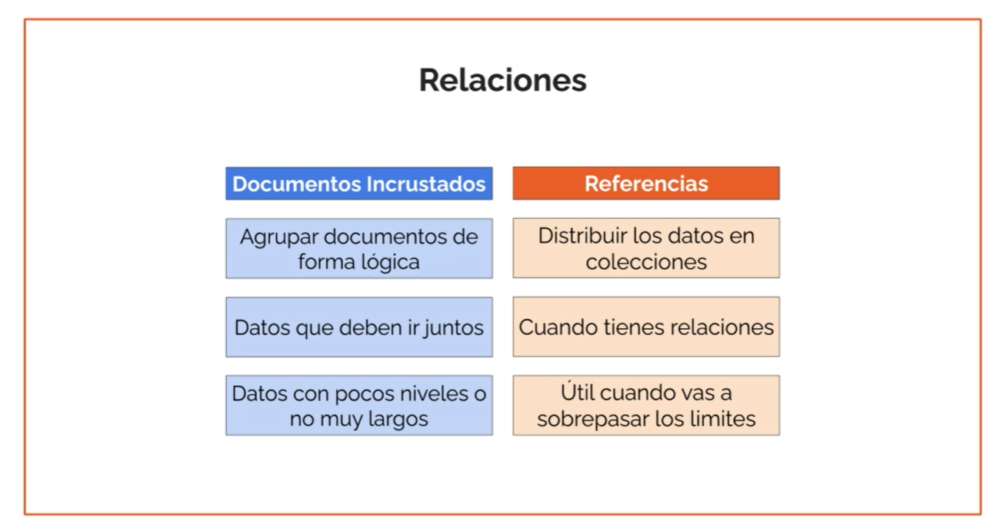 Relaciones
Documentos Incrustados
Referencias
Agrupar documentos de
forma lógica
Distribuir los datos en
colecciones
Datos que deben ir juntos
Cuando tienes relaciones
Datos con pocos niveles o
no muy largos
Útil cuando vas a
sobrepasar los limites